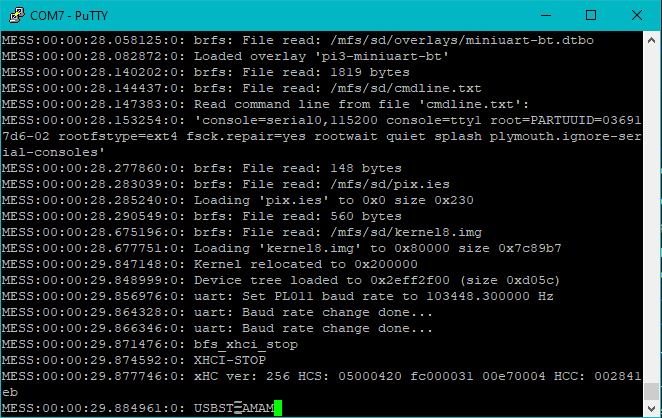 COM7 - PuTTY
MESS:00:00:28.058125:0: brfs: File read: /mfs/sd/overlays/miniuart-bt.dtbo
MESS:00:00:28.082872:0: Loaded overlay 'pi3-miniuart-bt'
MESS:00:00:28.140202:0: brfs: File read: 1819 bytes
MESS:00:00:28.144437:0: brfs: File read: /mfs/sd/cmdline.txt
MESS:00:00:28.147383:0: Read command line from file 'cmdline.txt':
MESS:00:00:28.153254:0: 'console=serial0,115200 console=tty1 root=PARTUUID=03691
7d6-02 rootfstype=ext4 fsck.repair=yes rootwait quiet splash plymouth.ignore-ser
ial-consoles'
MESS:00:00:28.277860:0: brfs: File read: 148 bytes
MESS:00:00:28.283039:0: brfs: File read: /mfs/sd/pix.ies
MESS:00:00:28.285240:0: Loading 'pix.ies' to 0x0 size 0x230
MESS:00:00:28.290549:0: brfs: File read: 560 bytes
MESS:00:00:28.675196:0: brfs: File read: /mfs/sd/kernel8.img
MESS:00:00:28.677751:0: Loading 'kernel8.img' to 0x80000 size 0x7c89b7
MESS:00:00:29.847148:0: Kernel relocated to 0x200000
MESS:00:00:29.848999:0: Device tree loaded to 0x2eff2f00 (size 0xd05c)
MESS:00:00:29.856976:0: uart: Set PL011 baud rate to 103448.300000 Hz
MESS:00:00:29.864328:0: uart: Baud rate change done...
MESS:00:00:29.866346:0: uart: Baud rate change done...
MESS:00:00:29.871476:0: bfs_xhci_stop
MESS:00:00:29.874592:0: XHCI-STOP
MESS:00:00:29.877746:0: xHC ver: 256 HCS: 05000420 fc000031 00e70004 HCC: 002841
eb
MESS:00:00:29.884961:0: